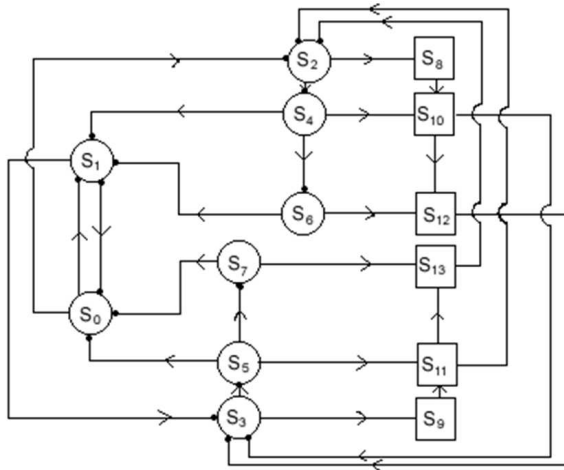 S₂ S₈
S₄ S₁₀
S₁
S₆ S₁₂
S₇ S₁₃
S₀
S₅ S₁₁
S₃ S₉